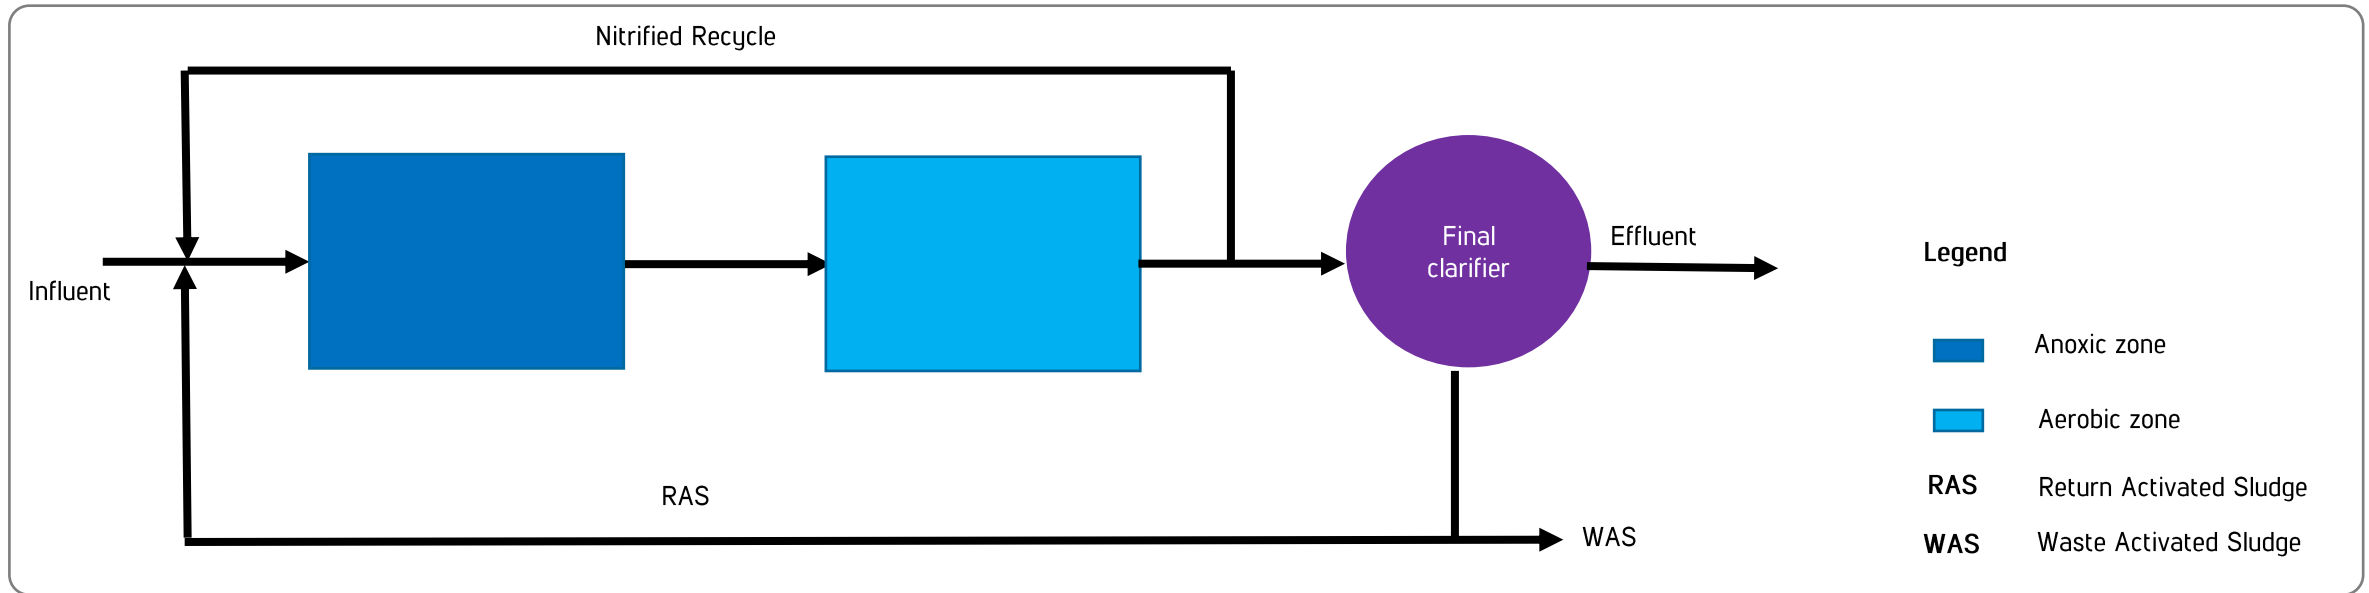 Nitrified Recycle
Influent
Final
clarifier
Effluent
RAS
WAS
Legend
Anoxic zone
Aerobic zone
RAS Return Activated Sludge
WAS Waste Activated Sludge